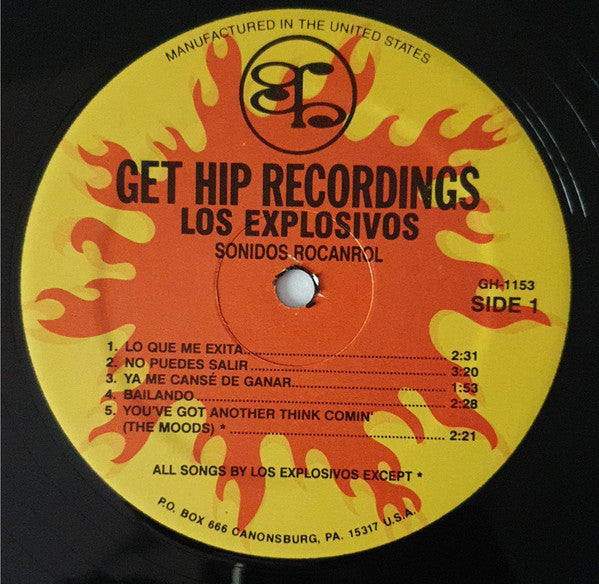 MANUFACTURED IN THE UNITED STATES
GET HIP RECORDINGS
LOS EXPLOSIVOS
SONIDOS ROCANROL
GH-1153
SIDE 1
1. LO QUE ME EXITA........................................ 2:31
2. NO PUEDES SALIR........................................ 3:20
3. YA ME CANSÉ DE GANAR................................ 1:53
4. BAILANDO.................................................. 2:28
5. YOU'VE GOT ANOTHER THINK COMIN'
(THE MOODS) * ............................................ 2:21
ALL SONGS BY LOS EXPLOSIVOS EXCEPT *
P.O. BOX 666 CANONSBURG, PA. 15317 U.S.A.